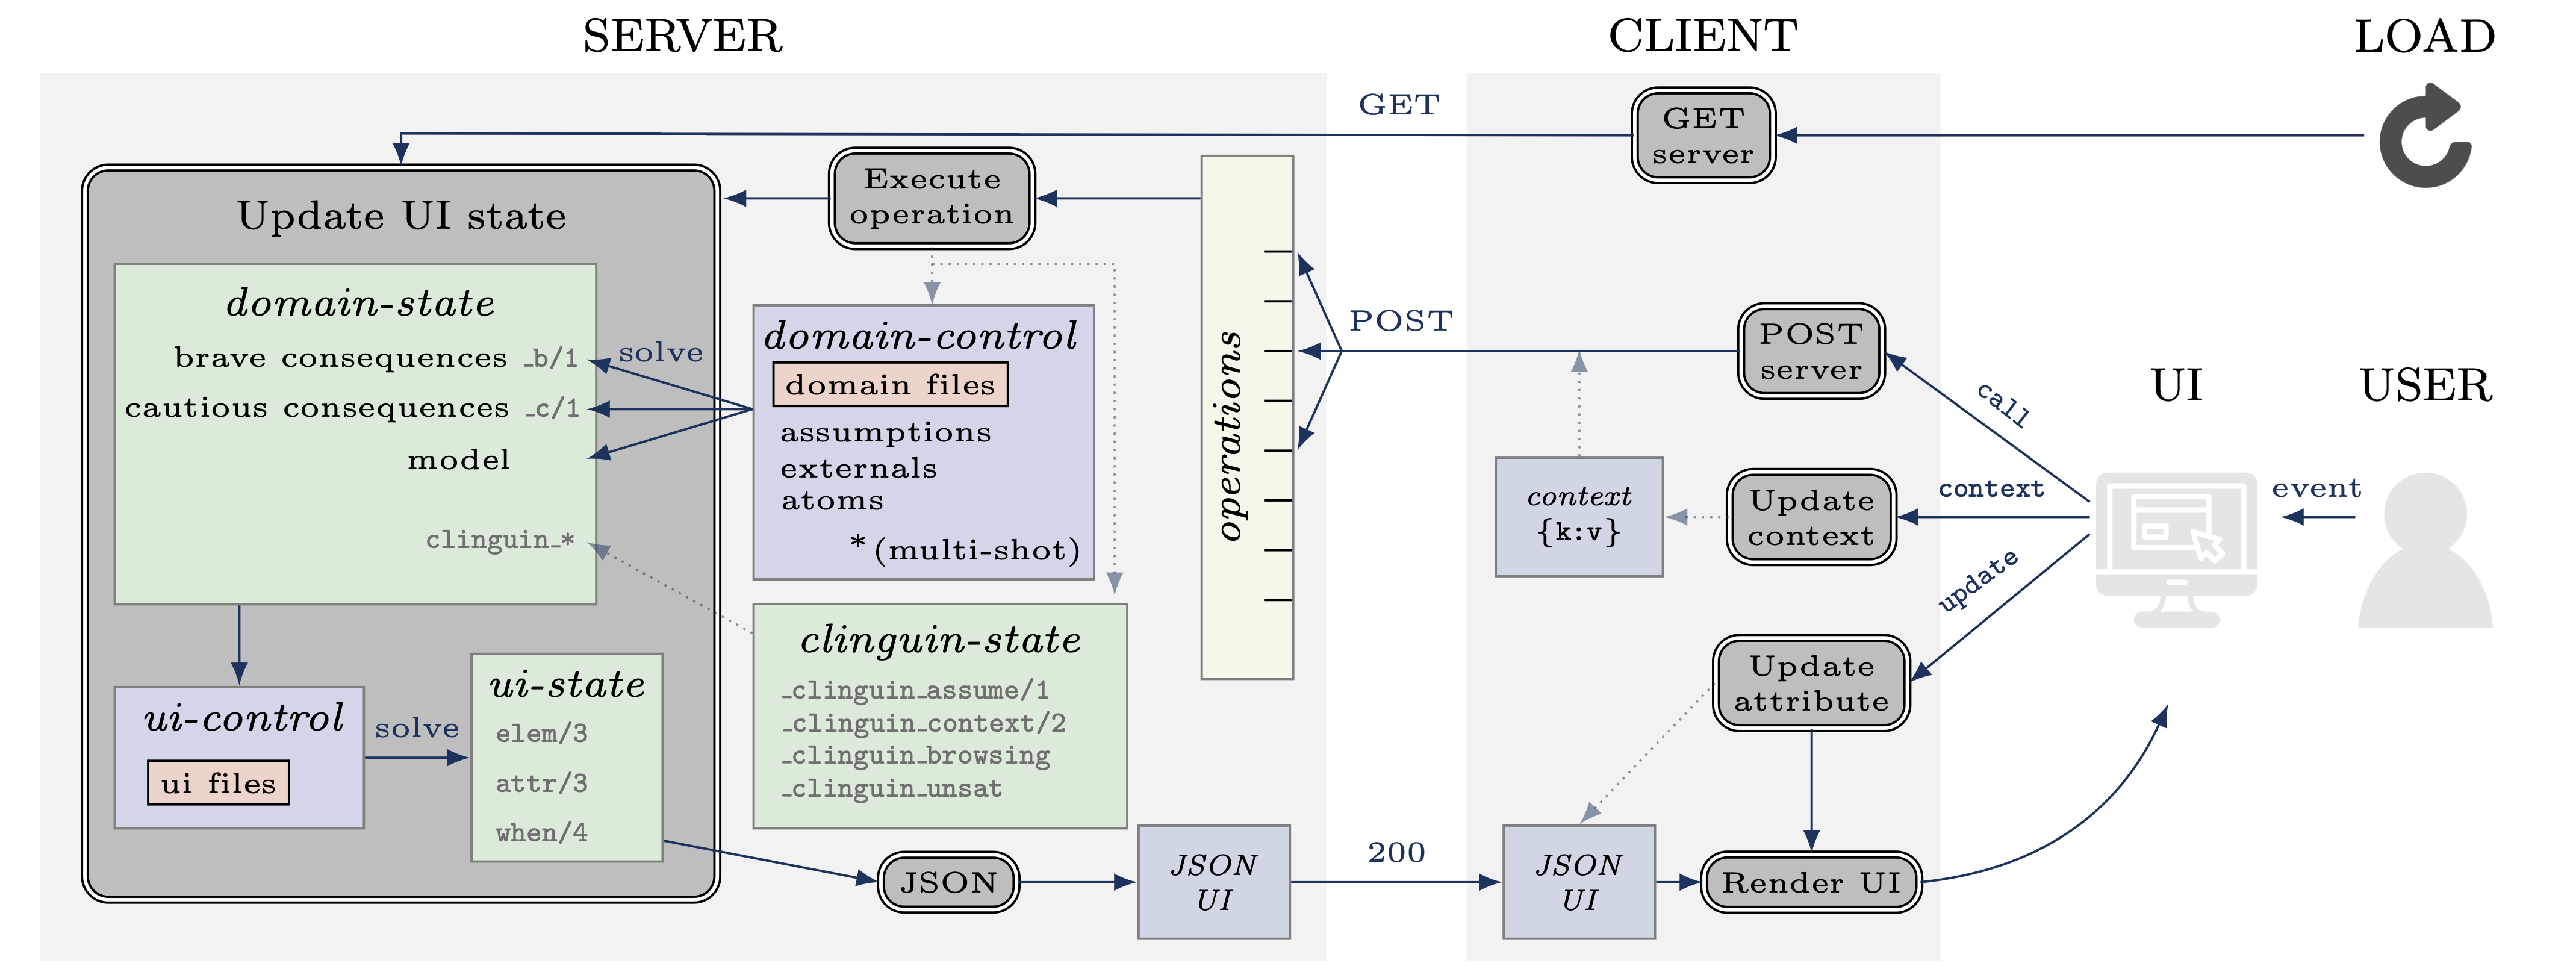 SERVER
CLIENT
LOAD
GET
GET
server
Execute
operation
Update UI state
domain-state
brave consequences _b/1
cautious consequences _c/1
model
clinguin_*
solve
domain-control
domain files
assumptions
externals
atoms
*(multi-shot)
operations
POST
POST
server
call
UI
USER
context
{k:v}
Update
context
context
event
update
Update
attribute
clinguin-state
_clinguin_assume/1
_clinguin_context/2
_clinguin_browsing
_clinguin_unsat
ui-control
ui files
solve
ui-state
elem/3
attr/3
when/4
JSON
JSON
UI
200
JSON
UI
Render UI